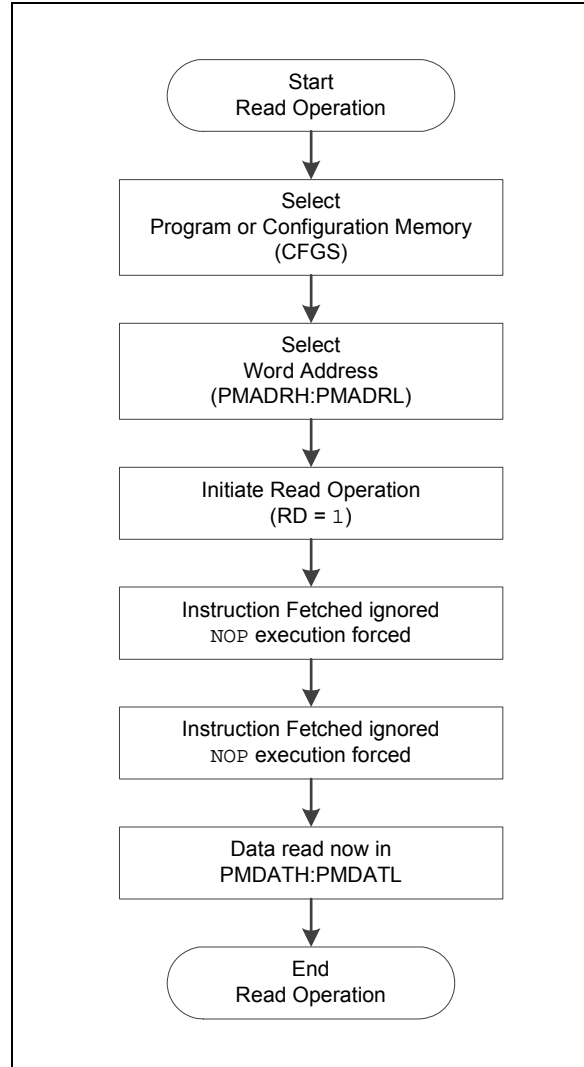 Start
Read Operation
Select
Program or Configuration Memory
(CFGS)
Select
Word Address
(PMADRH:PMADRL)
Initiate Read Operation
(RD = 1)
Instruction Fetched ignored
NOP execution forced
Instruction Fetched ignored
NOP execution forced
Data read now in
PMDATH:PMDATL
End
Read Operation